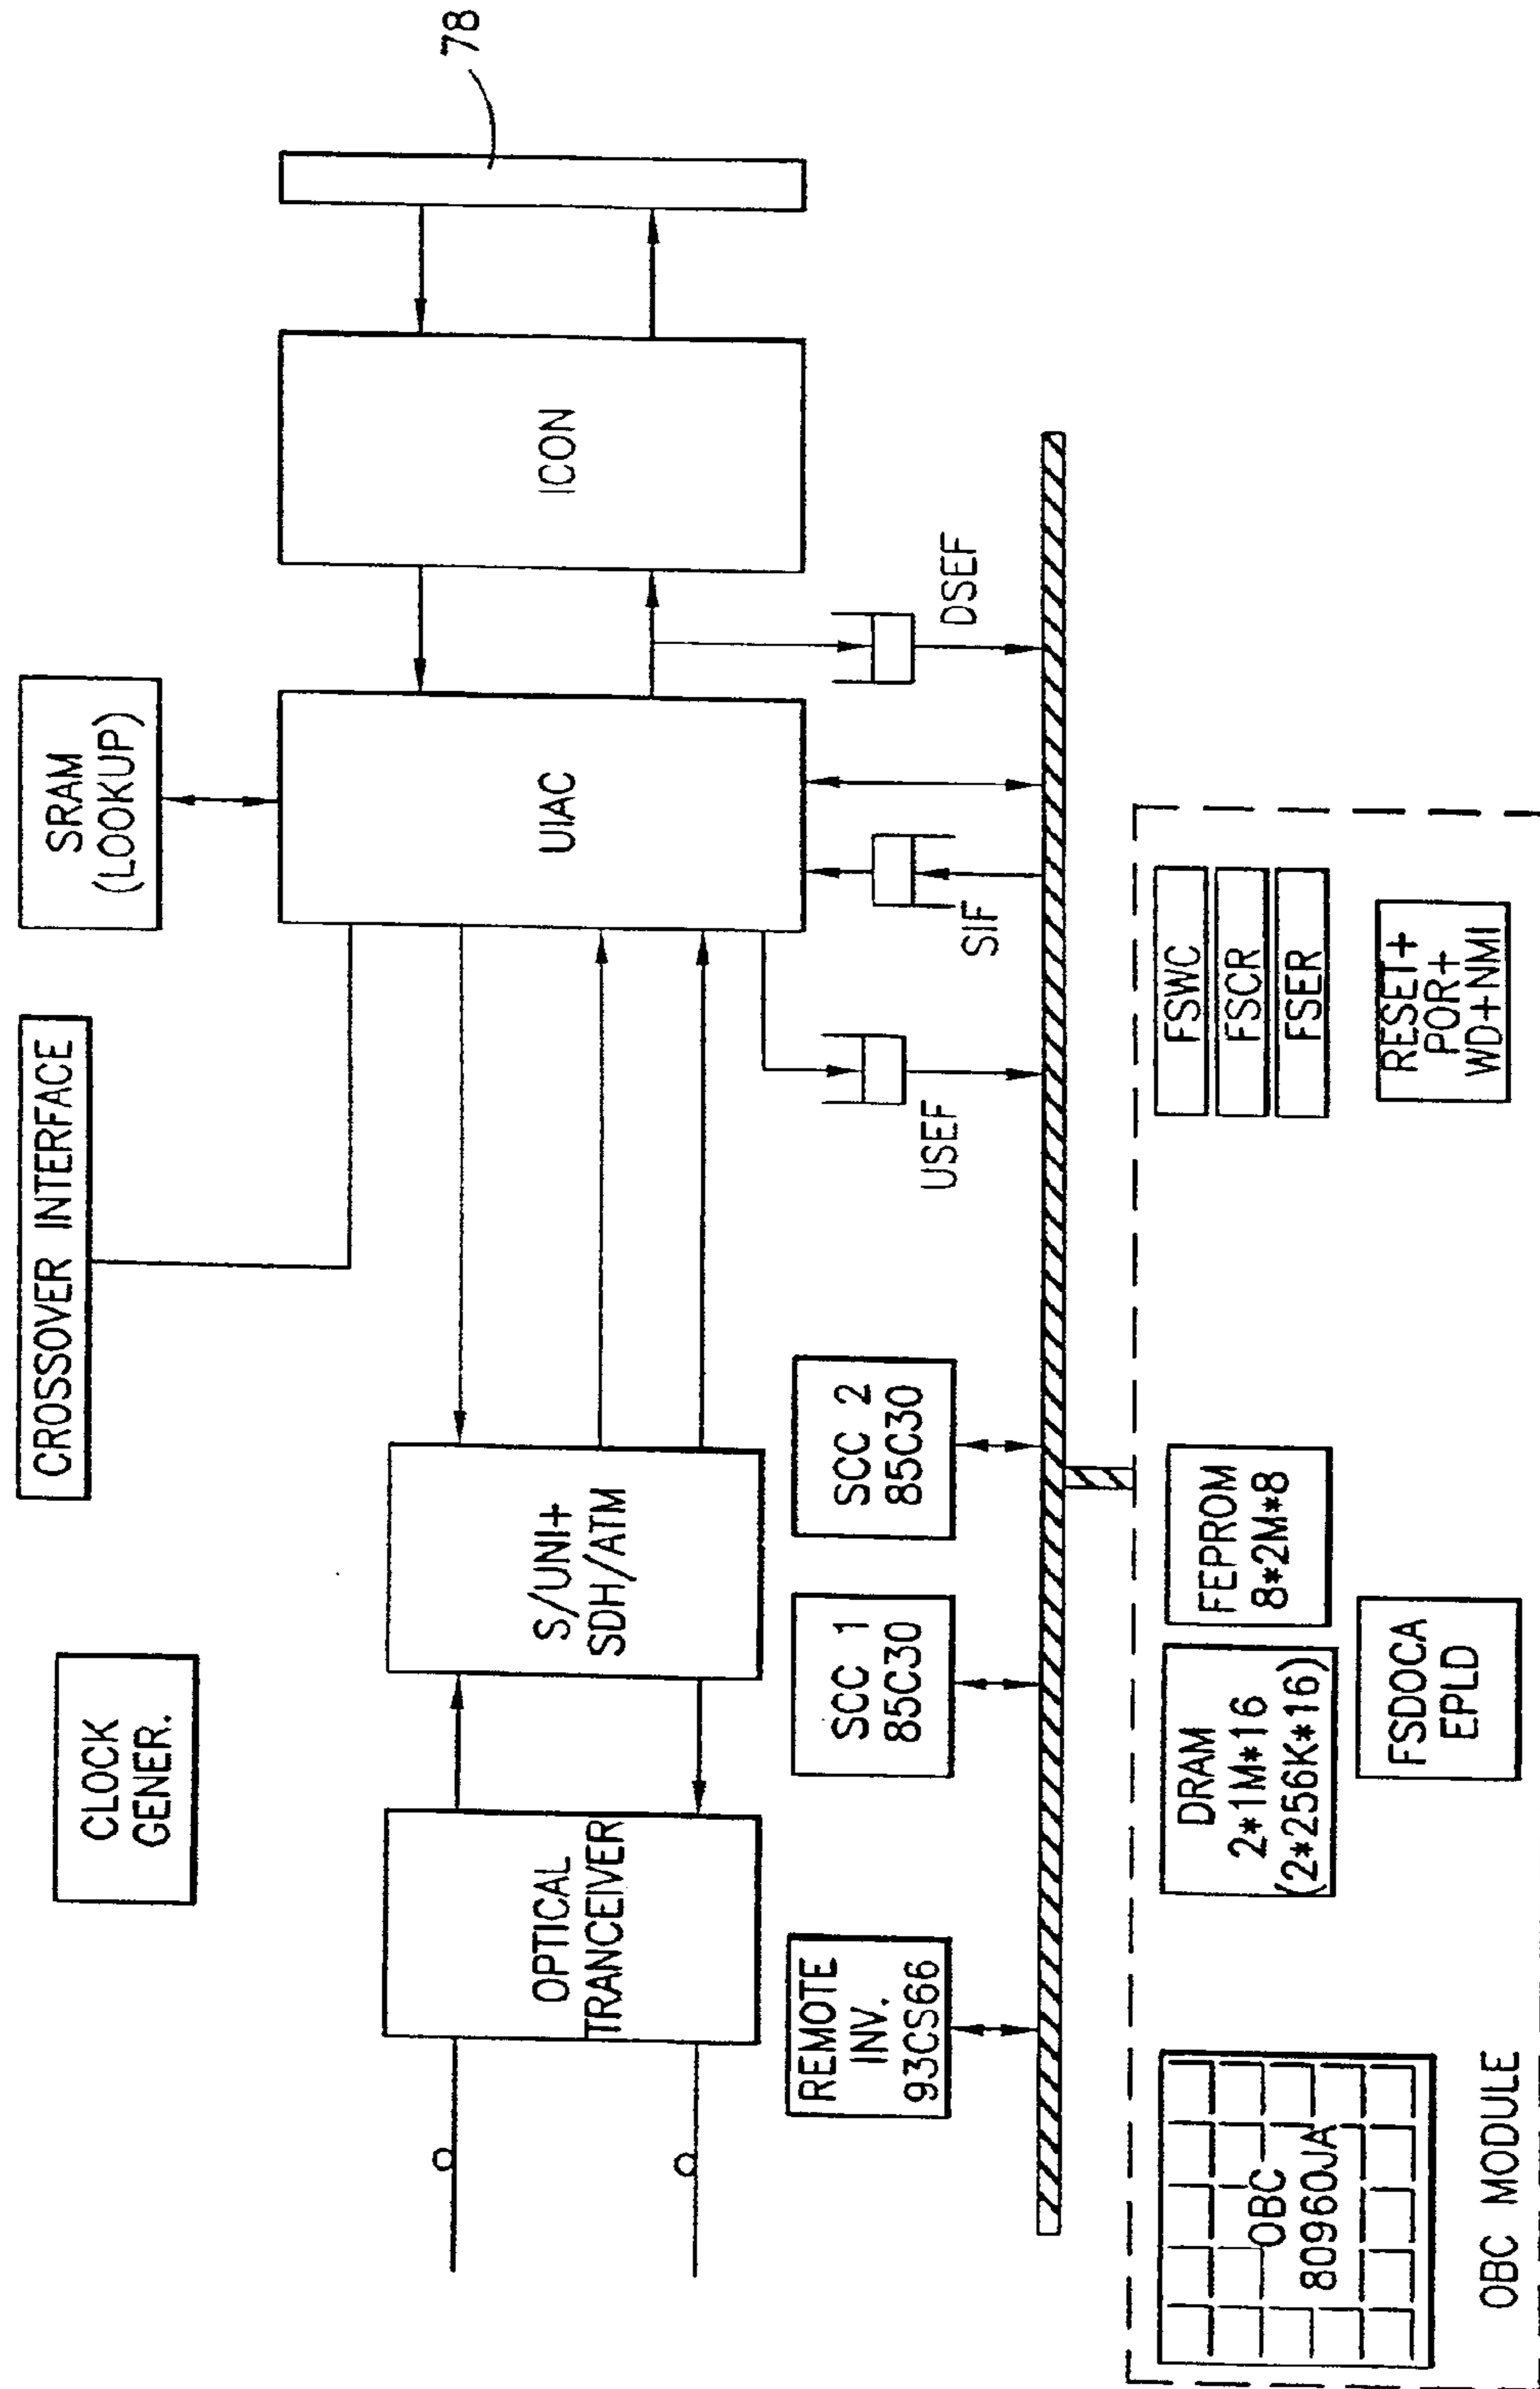 CLOCK
GENER.
CROSSOVER INTERFACE
SRAM
(LOOKUP)
78
OPTICAL
TRANCEIVER
S/UNI+
SDH/ATM
UIAC
ICON
REMOTE
INV.
93CS66
SCC 1
85C30
SCC 2
85C30
USEF
SIF
DSEF
OBC
80960JA
OBC MODULE
DRAM
2*1M*16
(2*256K*16)
FEPROM
8*2M*8
FSDOCA
EPLD
FSWC
FSCR
FSER
RESET+
POR+
WD+NMI